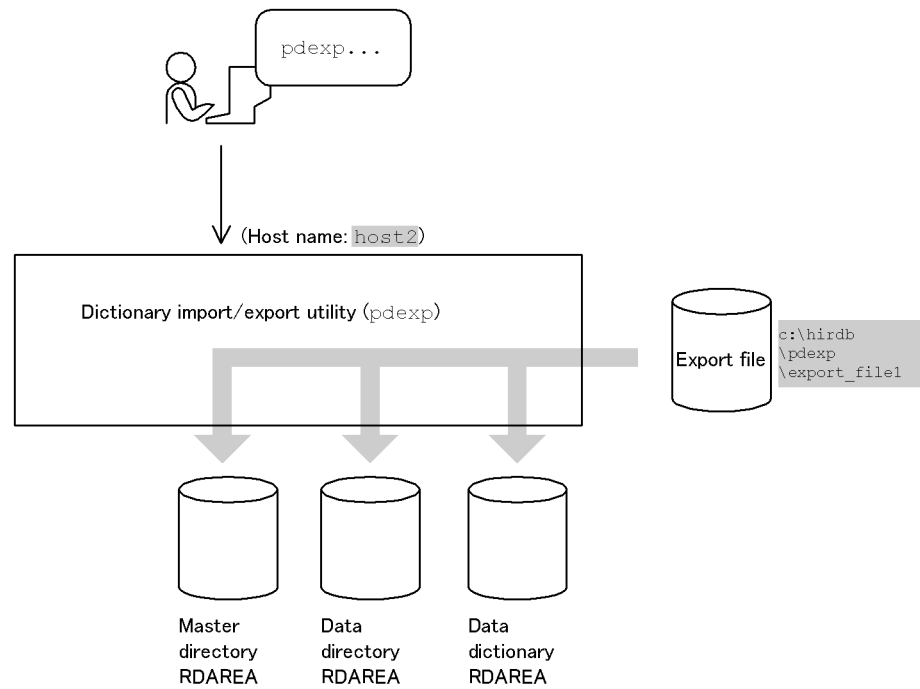 pdexp...
(Host name: host2)
Dictionary import/export utility (pdexp)
Export file
c:\hirdb
\pdexp
\export_file1
Master
directory
RDAREA
Data
directory
RDAREA
Data
dictionary
RDAREA